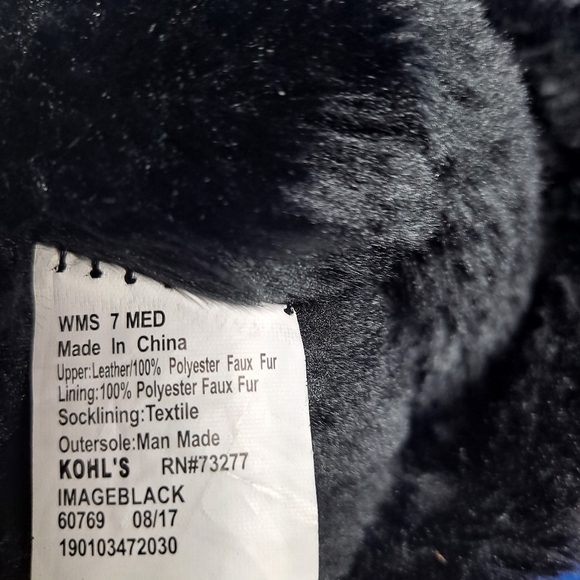 WMS 7 MED
Made In China
Upper:Leather/100% Polyester Faux Fur
Lining:100% Polyester Faux Fur
Socklining:Textile
Outersole:Man Made
KOHL'S RN#73277
IMAGEBLACK
60769 08/17
190103472030